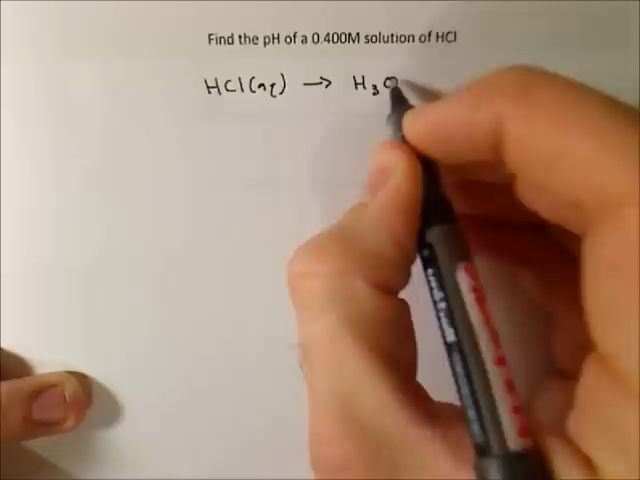 Find the pH of a 0.400M solution of HCl
HCl(aq) → H₃O